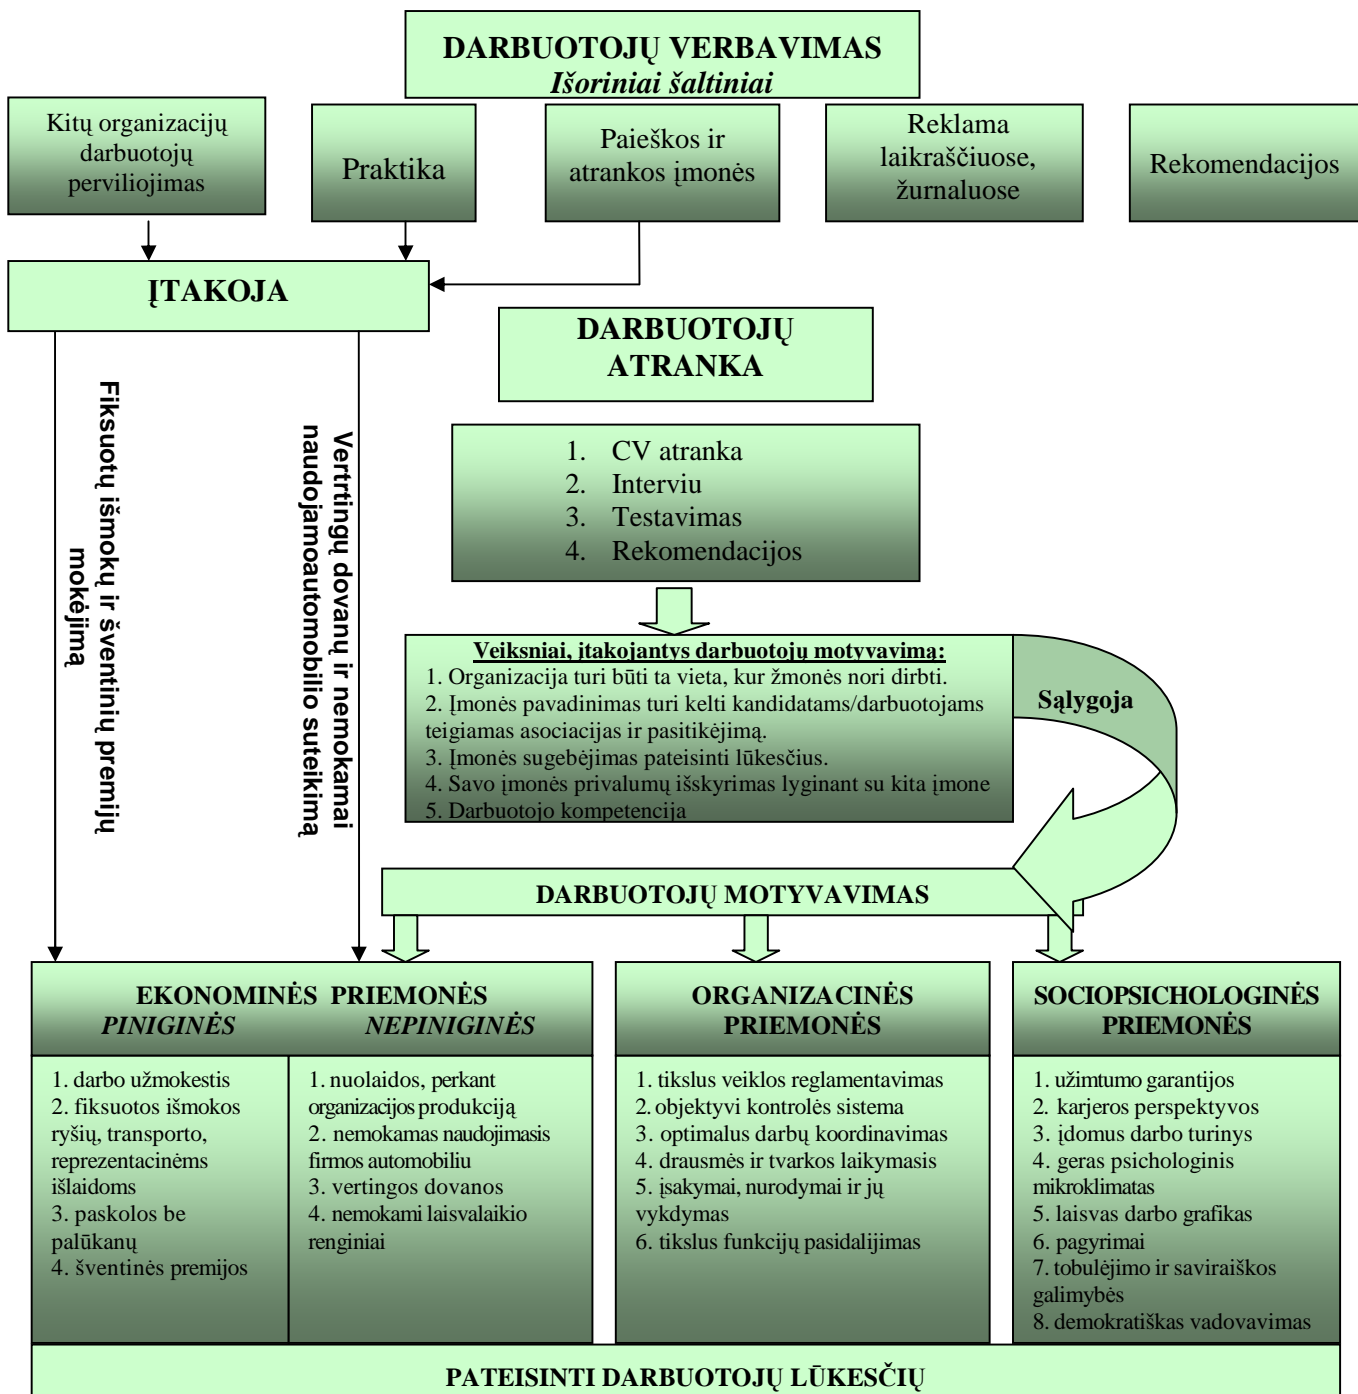 DARBUOTOJŲ VERBAVIMAS
Išoriniai šaltiniai
Kitų organizacijų
darbuotojų
perviliojimas
Praktika
Paieškos ir
atrankos įmonės
Reklama
laikraščiuose,
žurnaluose
Rekomendacijos
ĮTAKOJA
DARBUOTOJŲ
ATRANKA
Fiksuotų išmokų ir šventinių premijų
mokėjimą
Vertrtingų dovanų ir nemokamai
naudojamoautomobilio suteikimą
1. CV atranka
2. Interviu
3. Testavimas
4. Rekomendacijos
Veiksniai, įtakojantys darbuotojų motyvavimą:
1. Organizacija turi būti ta vieta, kur žmonės nori dirbti.
2. Įmonės pavadinimas turi kelti kandidatams/darbuotojams
teigiamas asociacijas ir pasitikėjimą.
3. Įmonės sugebėjimas pateisinti lūkesčius.
4. Savo įmonės privalumų išskyrimas lyginant su kita įmone
5. Darbuotojo kompetencija
Sąlygoja
DARBUOTOJŲ MOTYVAVIMAS
EKONOMINĖS PRIEMONĖS
PINIGINĖS NEPINIGINĖS
1. darbo užmokestis
2. fiksuotos išmokos
ryšių, transporto,
reprezentacinėms
išlaidoms
3. paskolos be
palūkanų
4. šventinės premijos
1. nuolaidos, perkant
organizacijos produkciją
2. nemokamas naudojimasis
firmos automobiliu
3. vertingos dovanos
4. nemokami laisvalaikio
renginiai
ORGANIZACINĖS
PRIEMONĖS
1. tikslus veiklos reglamentavimas
2. objektyvi kontrolės sistema
3. optimalus darbų koordinavimas
4. drausmės ir tvarkos laikymasis
5. įsakymai, nurodymai ir jų
vykdymas
6. tikslus funkcijų pasidalijimas
SOCIOPSICHOLOGINĖS
PRIEMONĖS
1. užimtumo garantijos
2. karjeros perspektyvos
3. įdomus darbo turinys
4. geras psichologinis
mikroklimatas
5. laisvas darbo grafikas
6. pagyrimai
7. tobulėjimo ir saviraiškos
galimybės
8. demokratiškas vadovavimas
PATEISINTI DARBUOTOJŲ LŪKESČIŲ